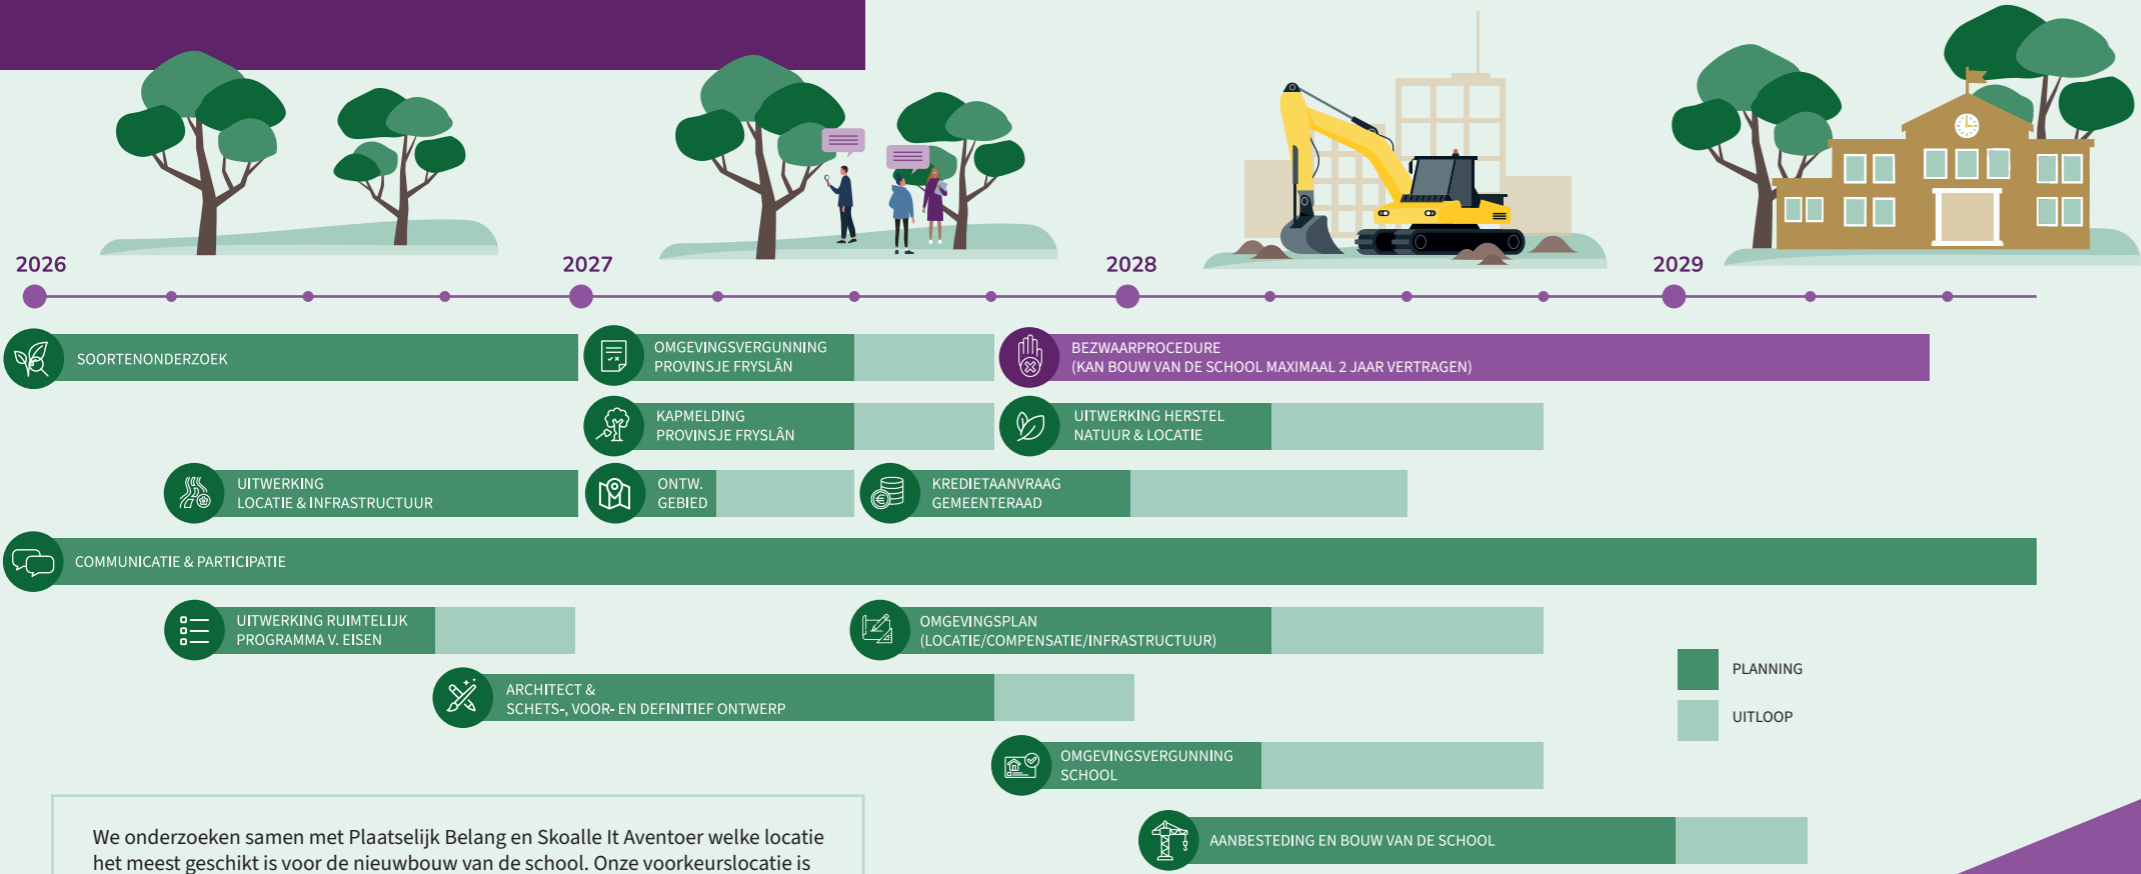 2026
2027
2028
2029
SOORTENONDERZOEK
OMGEVINGSVERGUNNING
PROVINSJE FRYSLÂN
BEZWAARPROCEDURE
(KAN BOUW VAN DE SCHOOL MAXIMAAL 2 JAAR VERTRAGEN)
KAPMELDING
PROVINSJE FRYSLÂN
UITWERKING HERSTEL
NATUUR & LOCATIE
UITWERKING
LOCATIE & INFRASTRUCTUUR
ONTW.
GEBIED
KREDIETAANVRAAG
GEMEENTERAAD
COMMUNICATIE & PARTICIPATIE
UITWERKING RUIMTELIJK
PROGRAMMA V. EISEN
OMGEVINGSPLAN
(LOCATIE/COMPENSATIE/INFRASTRUCTUUR)
ARCHITECT &
SCHETS-, VOOR- EN DEFINITIEF ONTWERP
PLANNING
UITLOOP
OMGEVINGSVERGUNNING
SCHOOL
AANBESTEDING EN BOUW VAN DE SCHOOL
We onderzoeken samen met Plaatselijk Belang en Skoalle It Aventoer welke locatie
het meest geschikt is voor de nieuwbouw van de school. Onze voorkeurslocatie is